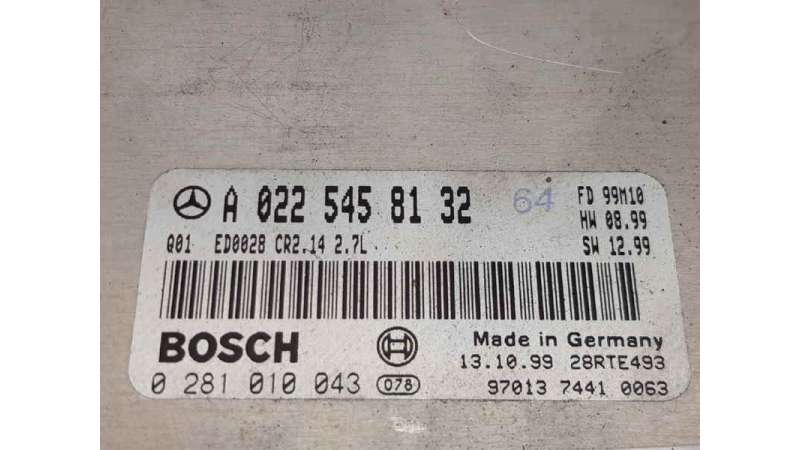 A 022 545 81 32 64 FD 99M10
HW 08.99
Q01 ED0028 CR2.14 2.7L SW 12.99
BOSCH Made in Germany
13.10.99 28RTE493
0 281 010 043 078 97013 7441 0063